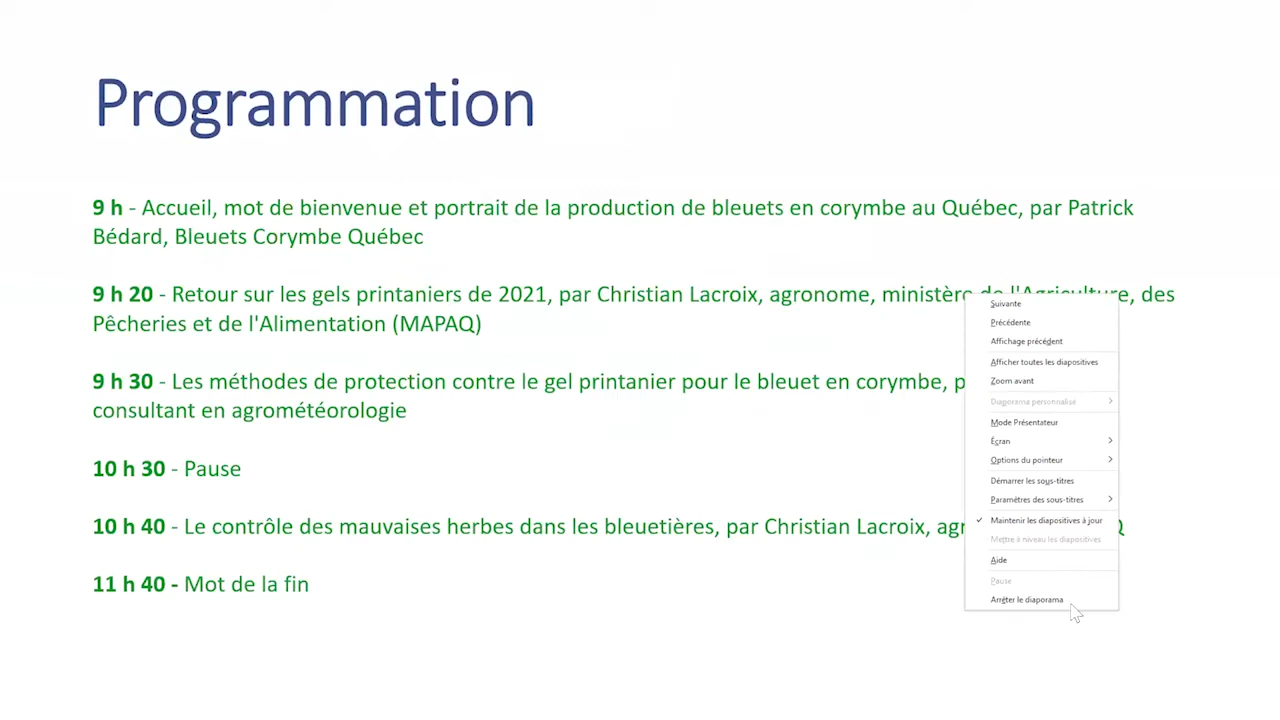 Programmation
9 h - Accueil, mot de bienvenue et portrait de la production de bleuets en corymbe au Québec, par Patrick
Bédard, Bleuets Corymbe Québec
9 h 20 - Retour sur les gels printaniers de 2021, par Christian Lacroix, agronome, ministère de l'Agriculture, des
Pêcheries et de l'Alimentation (MAPAQ)
9 h 30 - Les méthodes de protection contre le gel printanier pour le bleuet en corymbe, p
consultant en agrométéorologie
10 h 30 - Pause
10 h 40 - Le contrôle des mauvaises herbes dans les bleuetières, par Christian Lacroix, agr
11 h 40 - Mot de la fin
Suivante
Précédente
Affichage précédent
Afficher toutes les diapositives
Zoom avant
Diaporama personnalisé
Mode Présentateur
Écran
Options du pointeur
Démarrer les sous-titres
Paramètres des sous-titres
Maintenir les diapositives à jour
Mettre à niveau les diapositives
Aide
Pause
Arrêter le diaporama